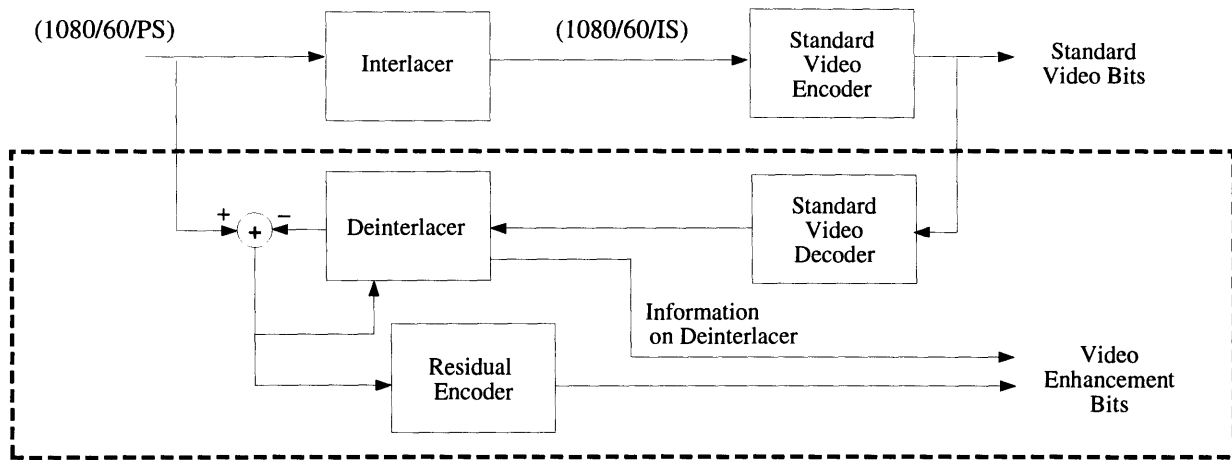 (1080/60/PS)
Interlacer
(1080/60/IS)
Standard
Video
Encoder
Standard
Video Bits
+
−
+
Deinterlacer
Standard
Video
Decoder
Information
on Deinterlacer
Residual
Encoder
Video
Enhancement
Bits